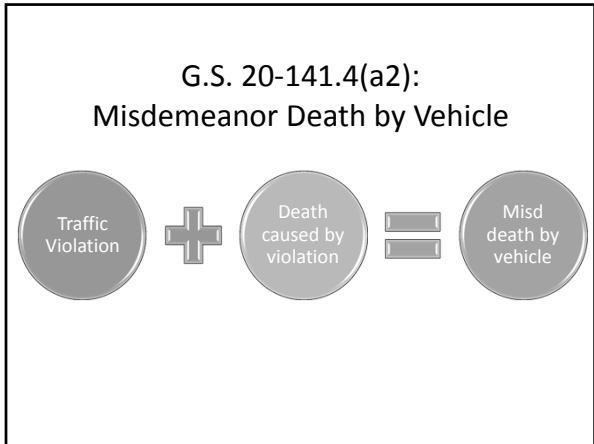 G.S. 20-141.4(a2):
Misdemeanor Death by Vehicle
Traffic
Violation
Death
caused by
violation
Misd
death by
vehicle